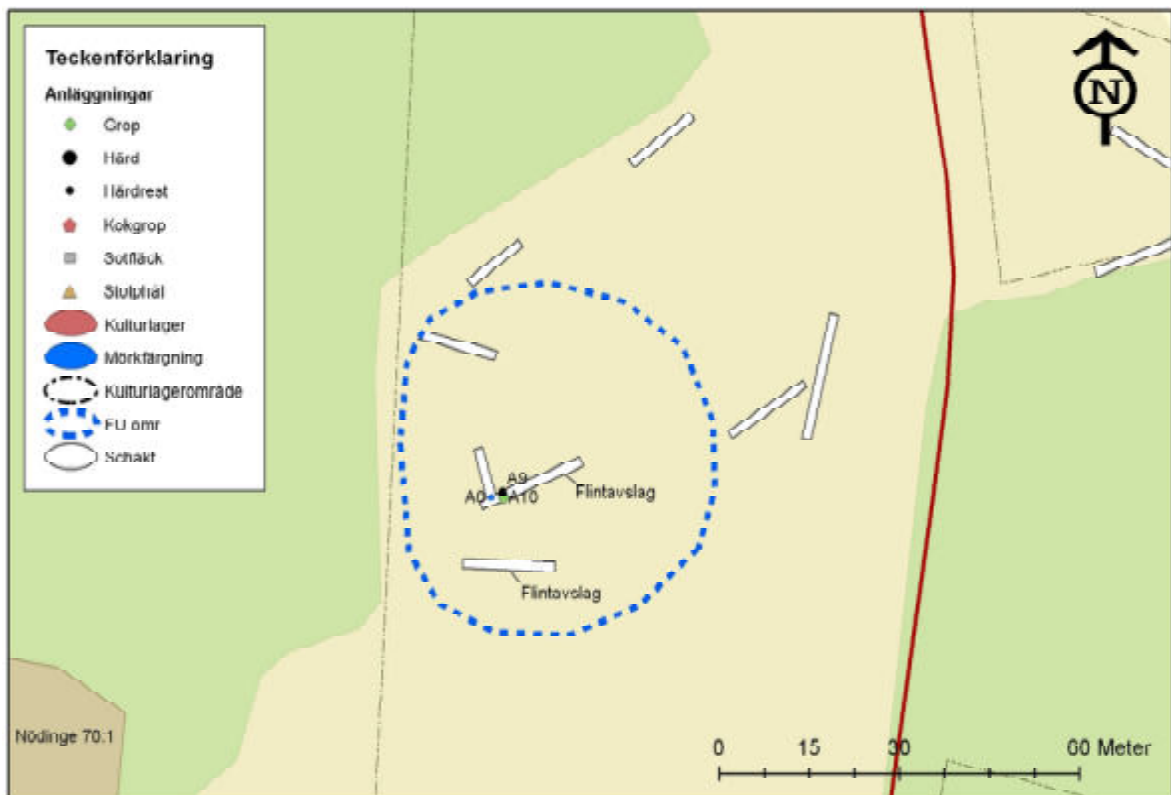 Teckenförklaring
Anläggningar
Grop
Härd
Härdrest
Kokgrop
Sotfläck
Stolphål
Kulturlager
Mörkfärgning
Kulturlagerområde
FU omr
Schakt
N
A9
A10
Flintavslag
Flintavslag
Nödinge 70:1
0 15 30 60 Meter